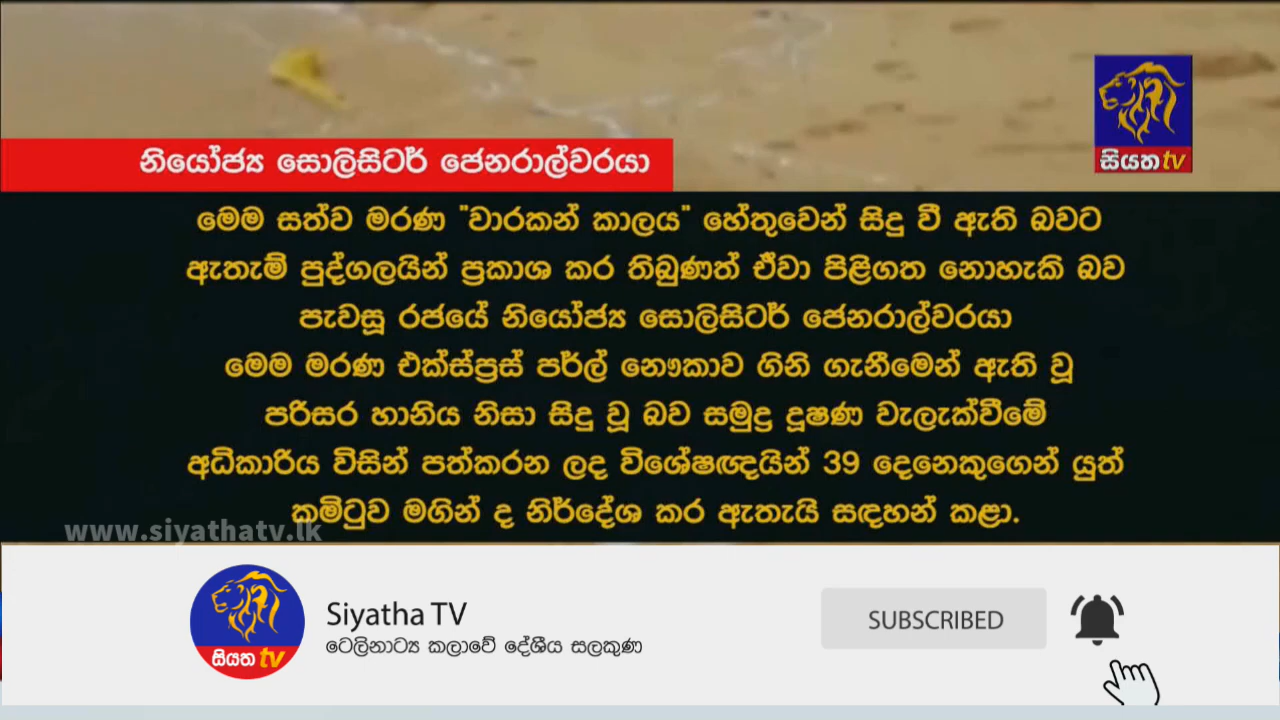 සියත tv
නියෝජ්‍ය සොලිසිටර් ජෙනරාල්වරයා
මෙම සත්ව මරණ "වාරකන් කාලය" හේතුවෙන් සිදු වී ඇති බවට
ඇතැම් පුද්ගලයින් ප්‍රකාශ කර තිබුණත් ඒවා පිළිගත නොහැකි බව
පැවසූ රජයේ නියෝජ්‍ය සොලිසිටර් ජෙනරාල්වරයා
මෙම මරණ එක්ස්ප්‍රස් පර්ල් නෞකාව ගිනි ගැනීමෙන් ඇති වූ
පරිසර හානිය නිසා සිදු වූ බව සමුද්‍ර දූෂණ වැලැක්වීමේ
අධිකාරිය විසින් පත්කරන ලද විශේෂඥයින් 39 දෙනෙකුගෙන් යුත්
කමිටුව මගින් ද නිර්දේශ කර ඇතැයි සඳහන් කළා.
www.siyathatv.lk
සියත tv
Siyatha TV
ටෙලිනාට්‍ය කලාවේ දේශීය සලකුණ
SUBSCRIBED